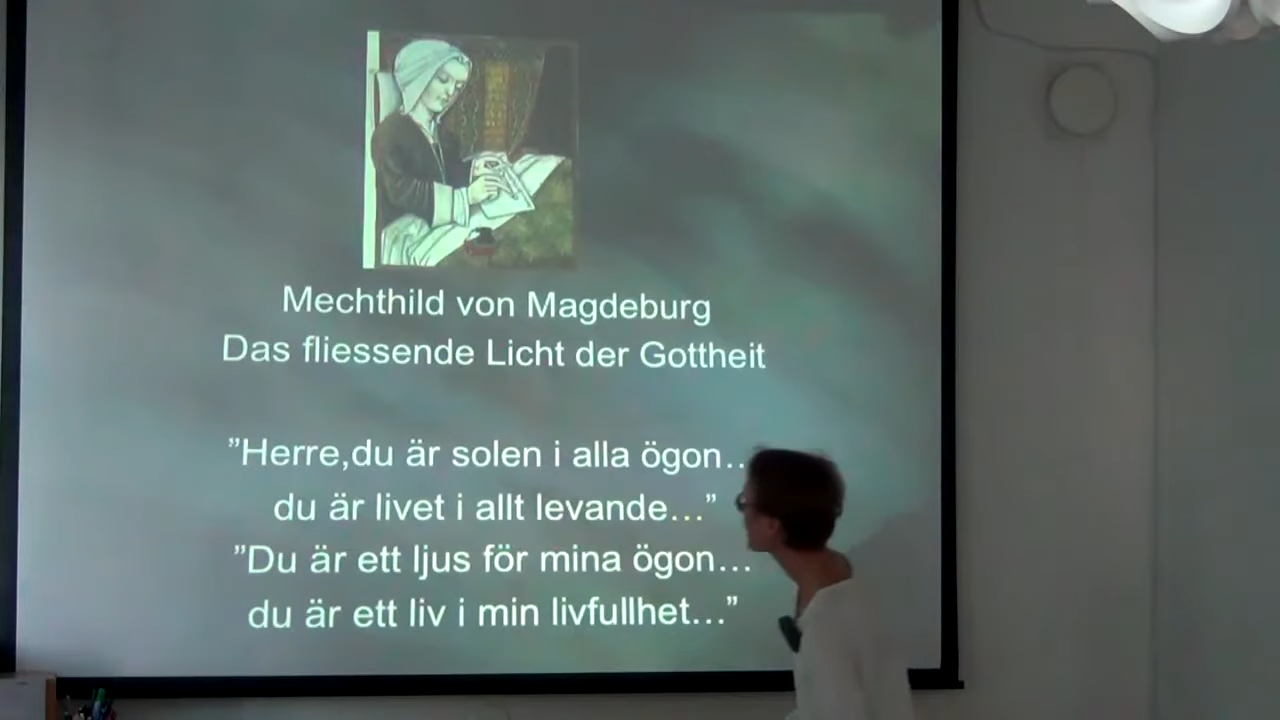 Mechthild von Magdeburg
Das fliessende Licht der Gottheit
”Herre,du är solen i alla ögon..
du är livet i allt levande...”
”Du är ett ljus för mina ögon...
du är ett liv i min livfullhet...”